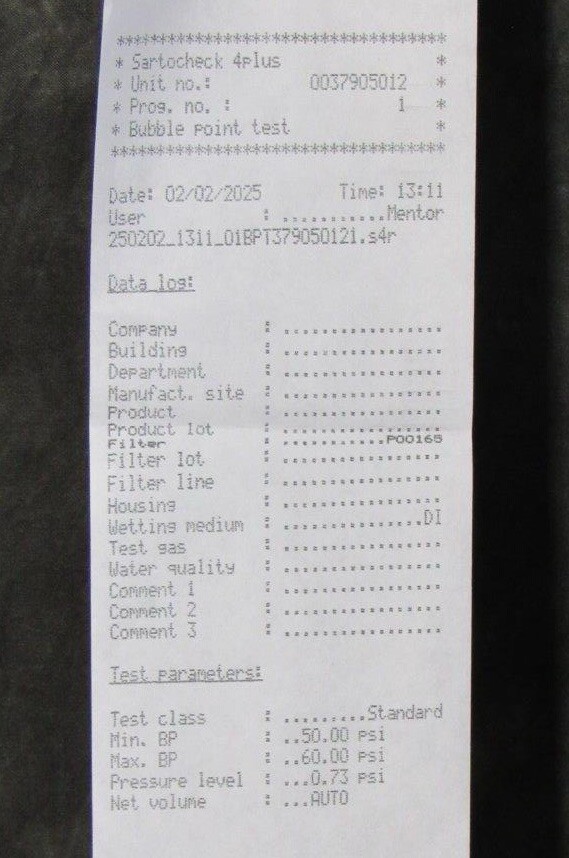 **********************************
* Sartocheck 4plus *
* Unit no.: 0037905012 *
* Prog. no. : 1 *
* Bubble point test *
**********************************
Date: 02/02/2025 Time: 13:11
User : ...........Mentor
250202_1311_01BPT379050121.s4r
Data log:
Company : .................
Building : .................
Department : .................
Manufact. site : .................
Product : .................
Product lot : .................
Filter : ...........P00165
Filter lot : .................
Filter line : .................
Housing : .................
Wetting medium : ...............DI
Test gas : .................
Water quality : .................
Comment 1 : .................
Comment 2 : .................
Comment 3 : .................
Test parameters:
Test class : .........Standard
Min. BP : ..50.00 psi
Max. BP : ..60.00 psi
Pressure level : ...0.73 psi
Net volume : ...AUTO